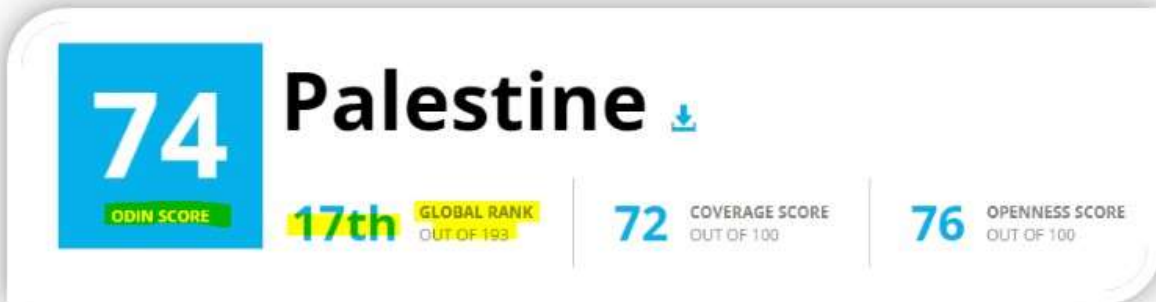 74
ODIN SCORE
Palestine
17th
GLOBAL RANK
OUT OF 193
72
COVERAGE SCORE
OUT OF 100
76
OPENNESS SCORE
OUT OF 100